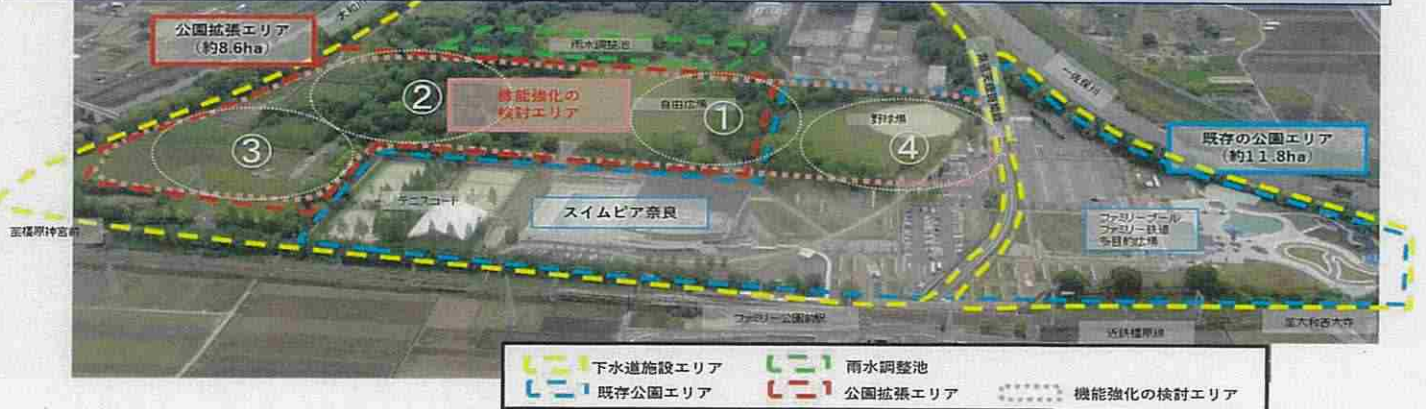 公園拡張エリア
(約8.6ha)
雨水調整池
②
機能強化の
検討エリア
自由広場
①
野球場
④
③
一佐保川
既存の公園エリア
(約11.8ha)
テニスコート
スイムピア奈良
ファミリープール
ファミリー鉄道
多目的広場
至橿原神宮前
ファミリー公園前駅
近鉄橿原線
至大和西大寺
下水道施設エリア
雨水調整池
既存公園エリア
公園拡張エリア
機能強化の検討エリア